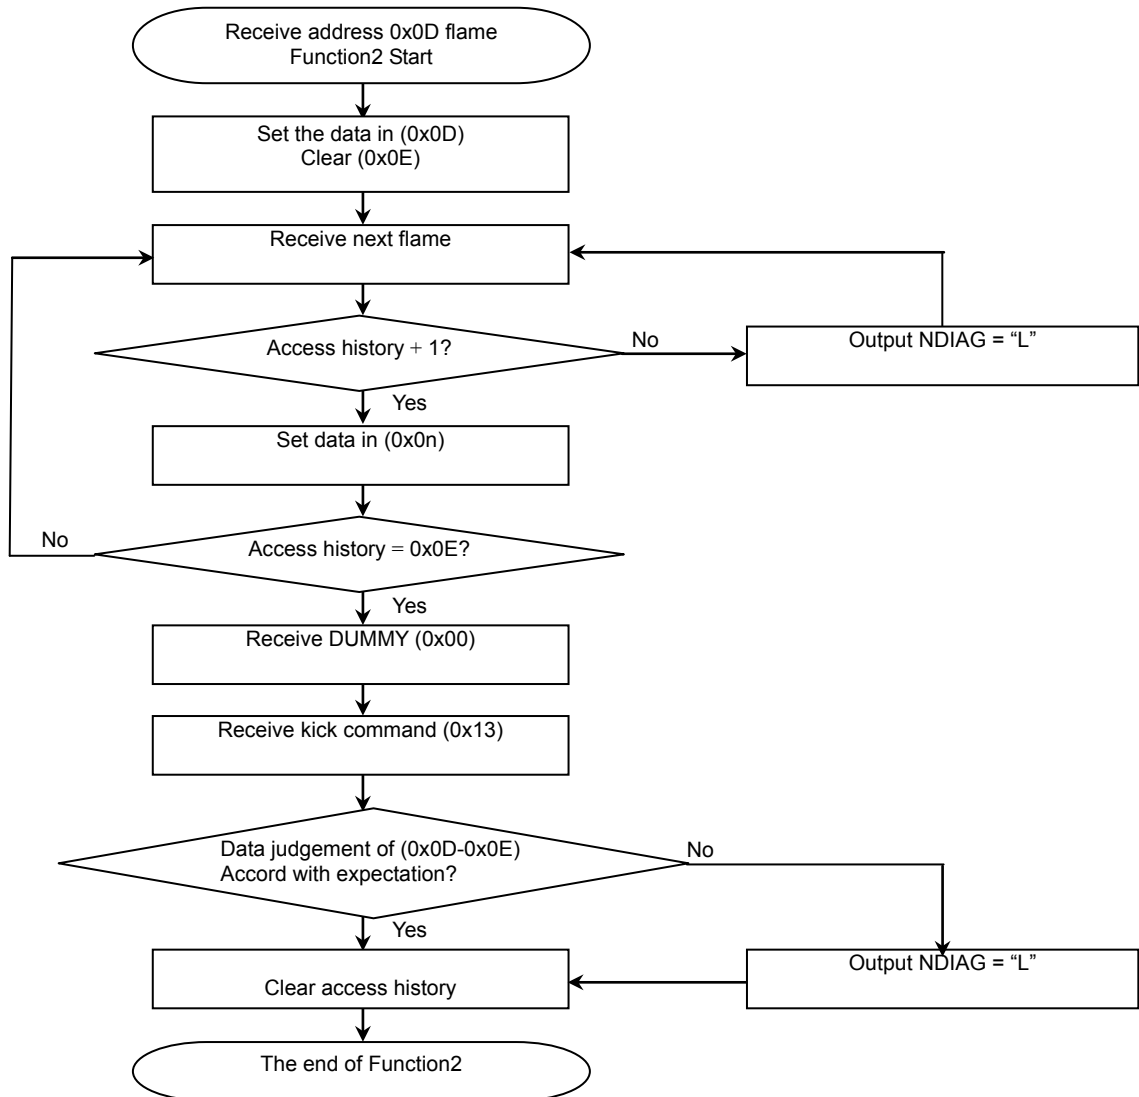 Receive address 0x0D flame
Function2 Start
Set the data in (0x0D)
Clear (0x0E)
Receive next flame
Access history + 1?
No
Output NDIAG = “L”
Yes
Set data in (0x0n)
No
Access history = 0x0E?
Yes
Receive DUMMY (0x00)
Receive kick command (0x13)
Data judgement of (0x0D-0x0E)
Accord with expectation?
No
Yes
Output NDIAG = “L”
Clear access history
The end of Function2